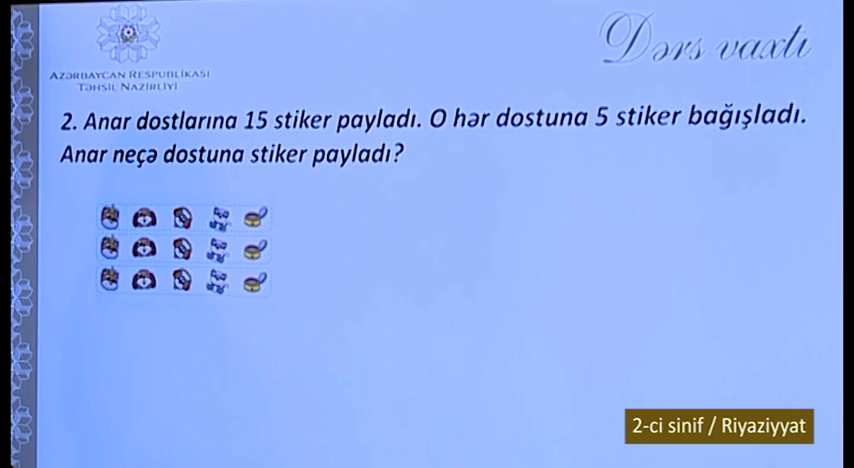 Dərs vaxtı
AZƏRBAYCAN RESPUBLİKASI
TƏHSİL NAZİRLİYİ
2. Anar dostlarına 15 stiker payladı. O hər dostuna 5 stiker bağışladı.
Anar neçə dostuna stiker payladı?
2-ci sinif / Riyaziyyat